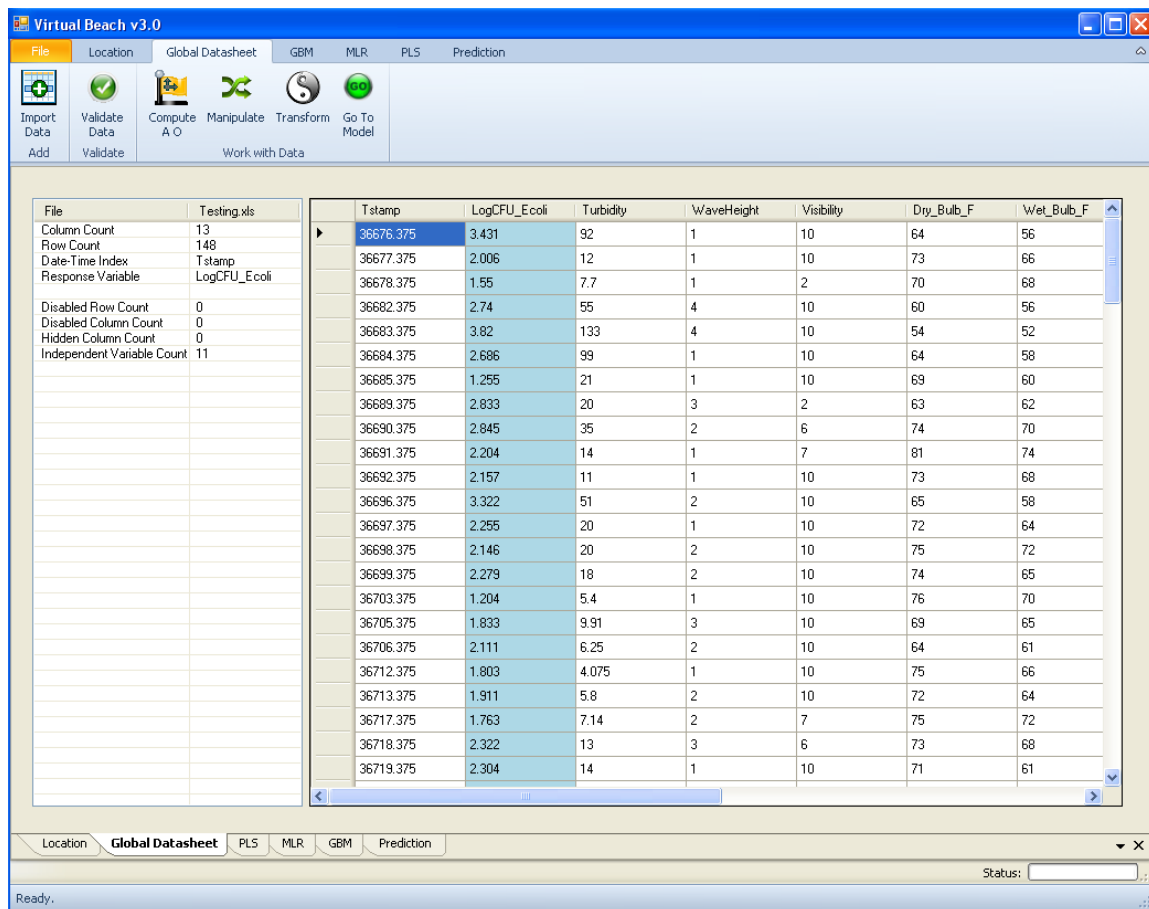 Virtual Beach v3.0
File Location Global Datasheet GBM MLR PLS Prediction
GO
Import Data Validate Data Compute A O Manipulate Transform Go To Model
Add Validate Work with Data
File Testing.xls
Column Count 13
Row Count 148
Date-Time Index Tstamp
Response Variable LogCFU_Ecoli
Disabled Row Count 0
Disabled Column Count 0
Hidden Column Count 0
Independent Variable Count 11
Tstamp LogCFU_Ecoli Turbidity WaveHeight Visibility Dry_Bulb_F Wet_Bulb_F
36676.375 3.431 92 1 10 64 56
36677.375 2.006 12 1 10 73 66
36678.375 1.55 7.7 1 2 70 68
36682.375 2.74 55 4 10 60 56
36683.375 3.82 133 4 10 54 52
36684.375 2.686 99 1 10 64 58
36685.375 1.255 21 1 10 69 60
36689.375 2.833 20 3 2 63 62
36690.375 2.845 35 2 6 74 70
36691.375 2.204 14 1 7 81 74
36692.375 2.157 11 1 10 73 68
36696.375 3.322 51 2 10 65 58
36697.375 2.255 20 1 10 72 64
36698.375 2.146 20 2 10 75 72
36699.375 2.279 18 2 10 74 65
36703.375 1.204 5.4 1 10 76 70
36705.375 1.833 9.91 3 10 69 65
36706.375 2.111 6.25 2 10 64 61
36712.375 1.803 4.075 1 10 75 66
36713.375 1.911 5.8 2 10 72 64
36717.375 1.763 7.14 2 7 75 72
36718.375 2.322 13 3 6 73 68
36719.375 2.304 14 1 10 71 61
Location Global Datasheet PLS MLR GBM Prediction
Status:
Ready.